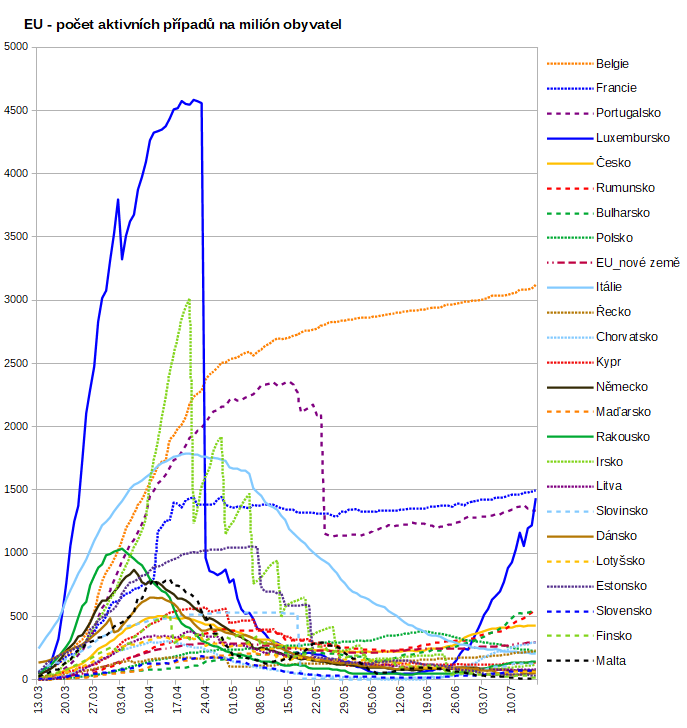 EU - počet aktivních případů na milión obyvatel
5000
4500
4000
3500
3000
2500
2000
1500
1000
500
0
13.03
20.03
27.03
03.04
10.04
17.04
24.04
01.05
08.05
15.05
22.05
29.05
05.06
12.06
19.06
26.06
03.07
10.07
Belgie
Francie
Portugalsko
Luxembursko
Česko
Rumunsko
Bulharsko
Polsko
EU_nové země
Itálie
Řecko
Chorvatsko
Kypr
Německo
Maďarsko
Rakousko
Irsko
Litva
Slovinsko
Dánsko
Lotyšsko
Estonsko
Slovensko
Finsko
Malta